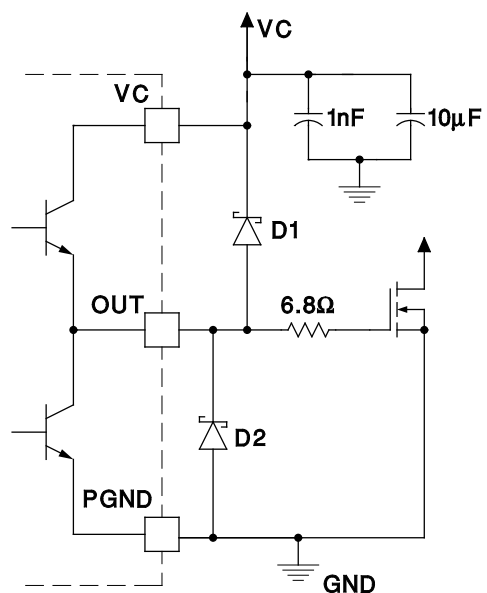 VC
VC
1nF
10μF
D1
OUT
6.8Ω
D2
PGND
GND